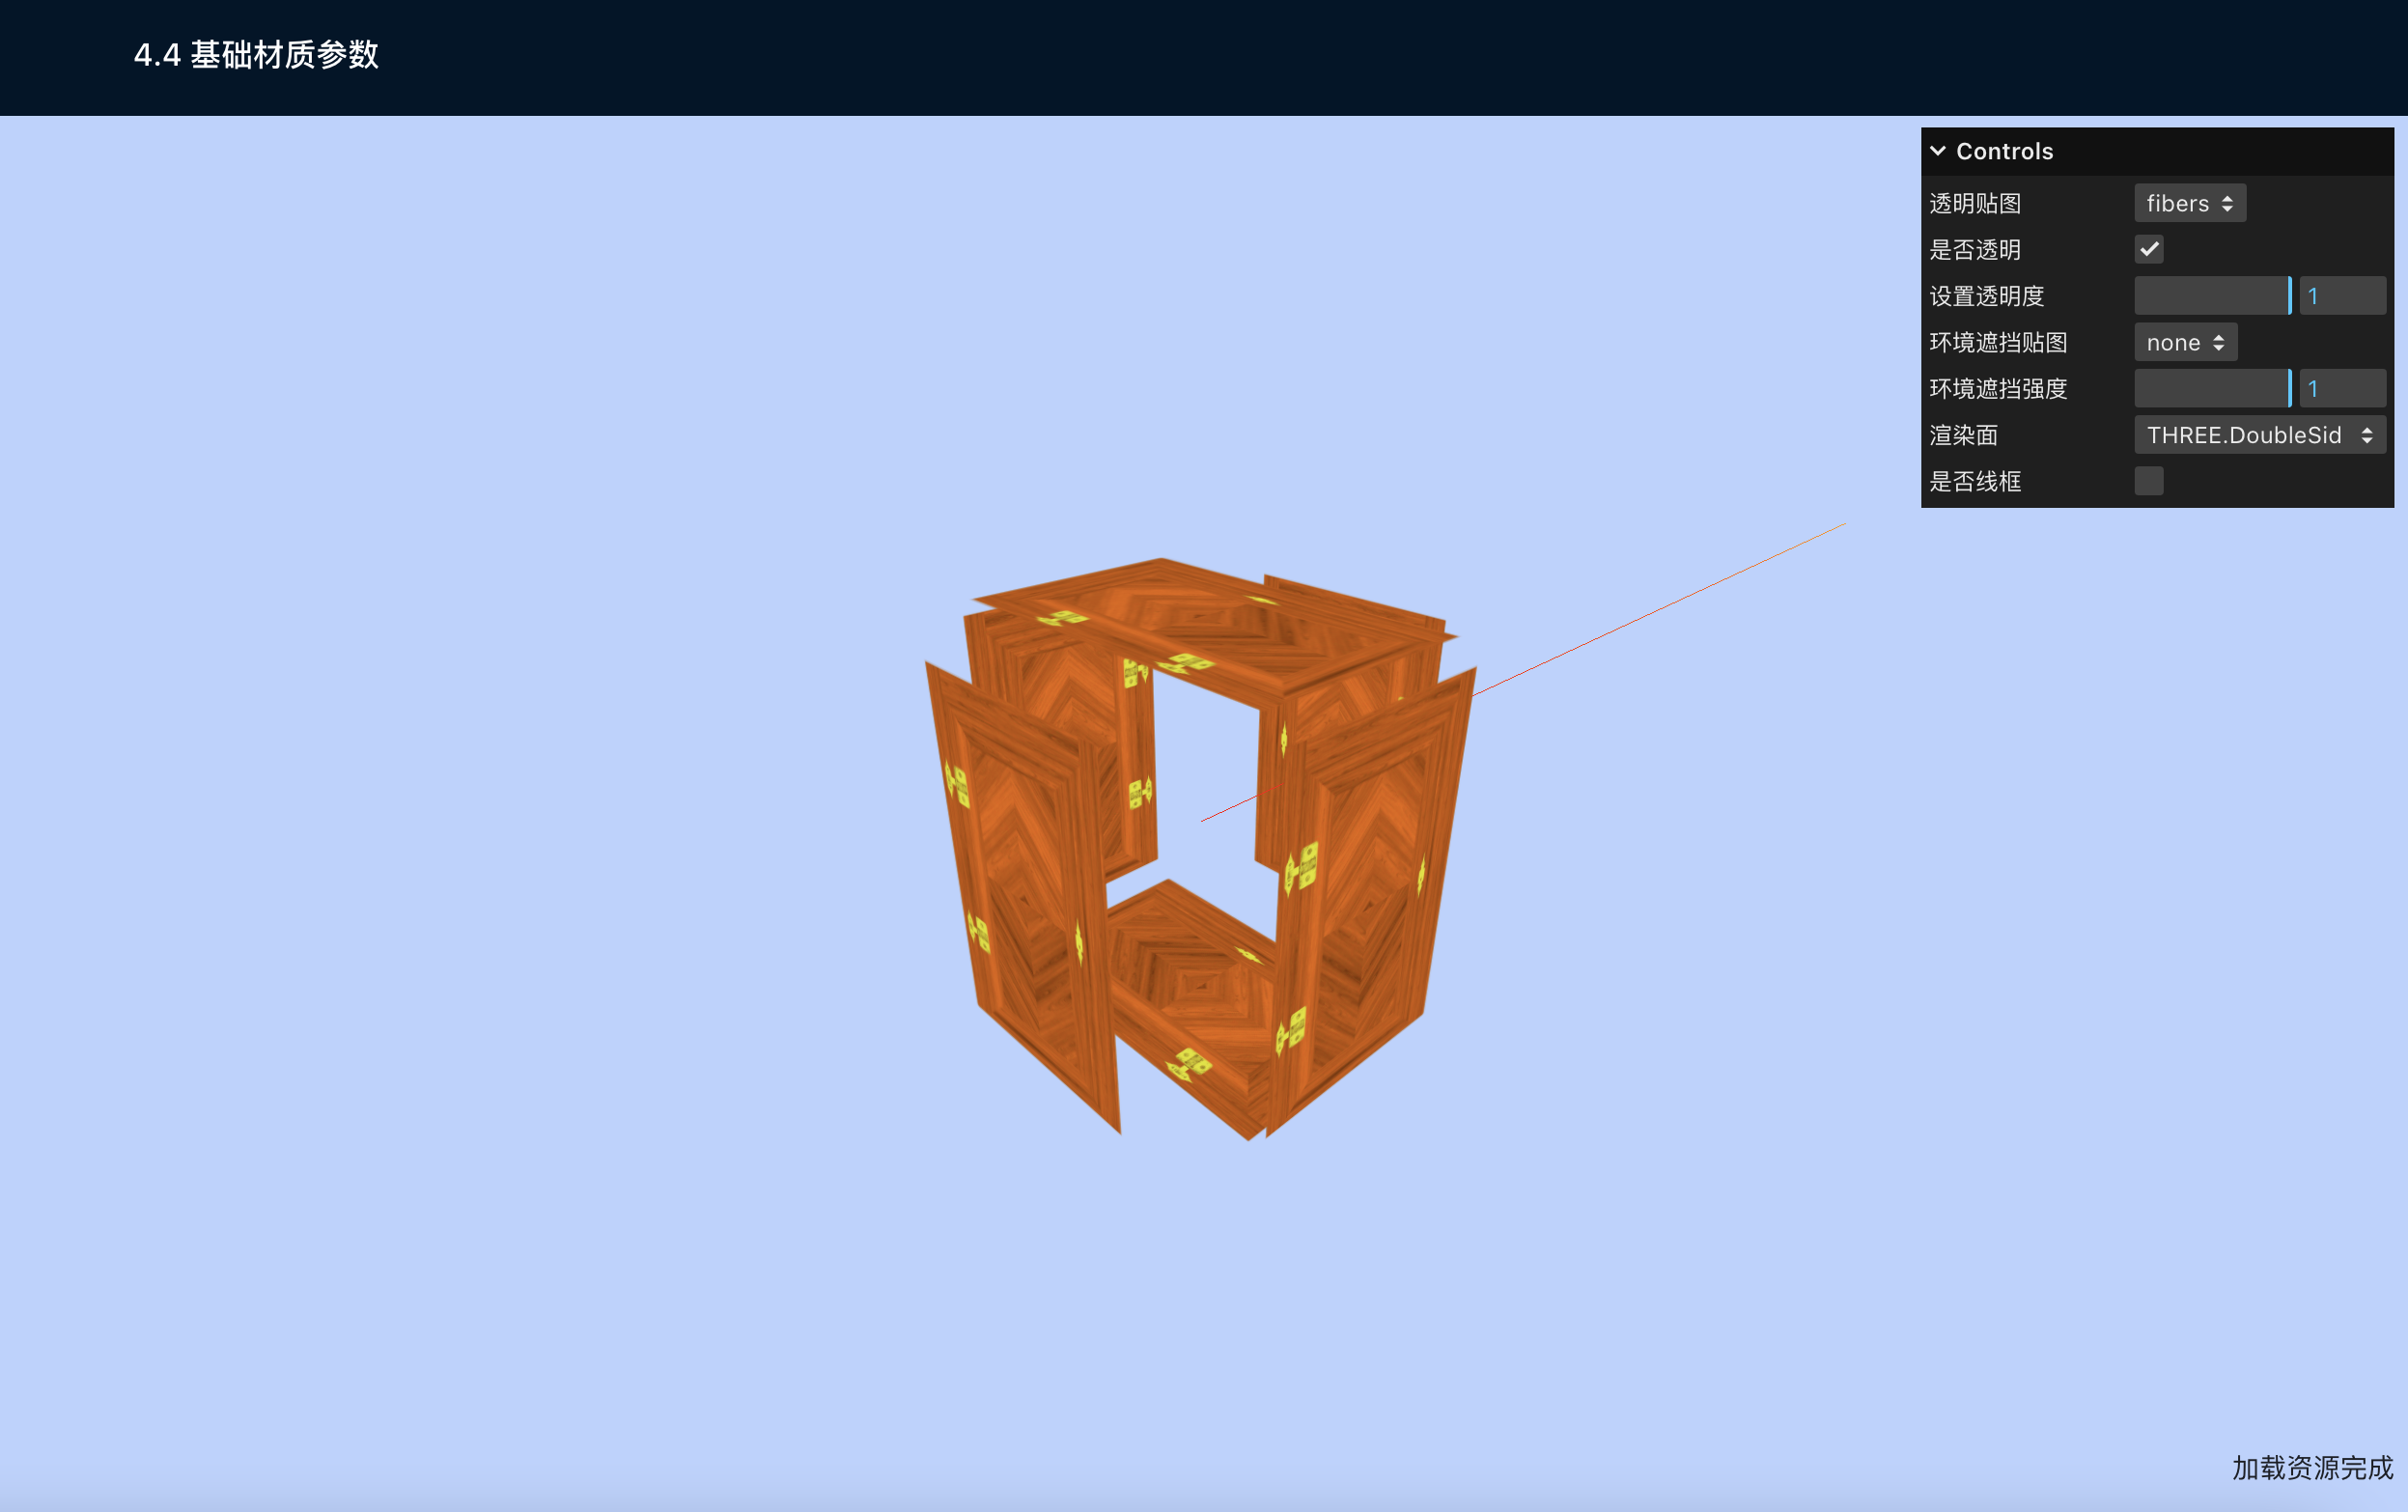 4.4 基础材质参数
Controls
透明贴图 fibers
是否透明
设置透明度 1
环境遮挡贴图 none
环境遮挡强度 1
渲染面 THREE.DoubleSid
是否线框
加载资源完成